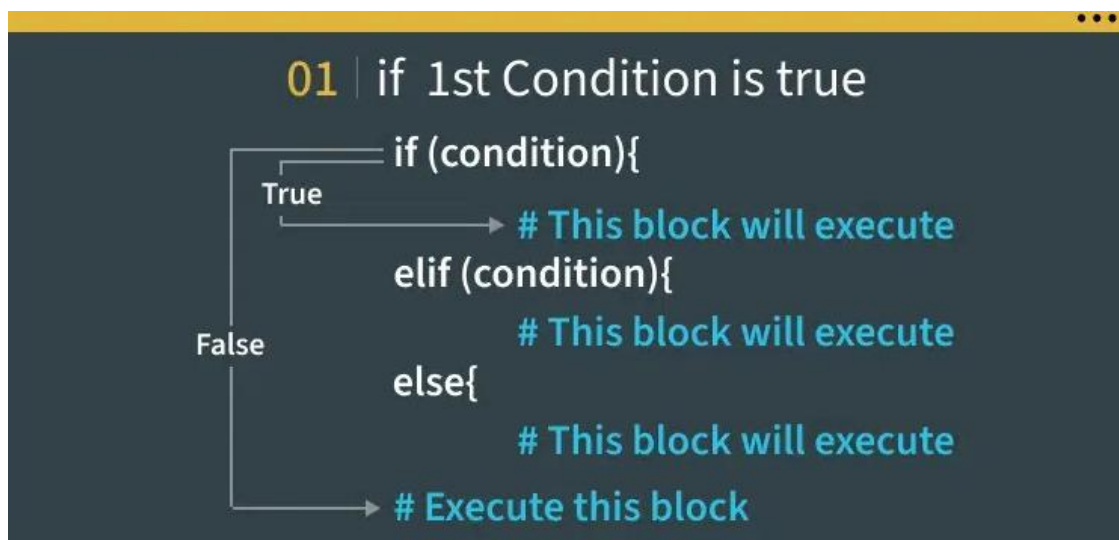 01 | if 1st Condition is true
if (condition){
True
# This block will execute
elif (condition){
# This block will execute
False
else{
# This block will execute
# Execute this block